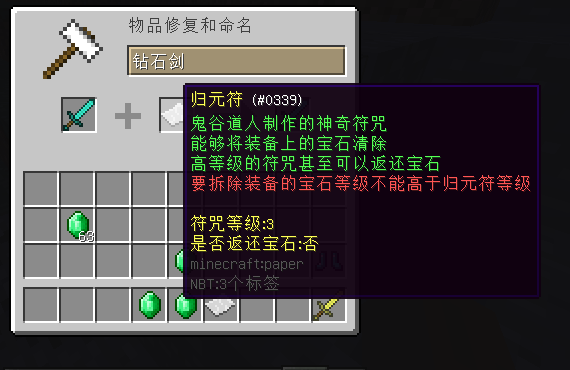 物品修复和命名
钻石剑
归元符 (#0339)
鬼谷道人制作的神奇符咒
能够将装备上的宝石清除
高等级的符咒甚至可以返还宝石
要拆除装备的宝石等级不能高于归元符等级
符咒等级:3
是否返还宝石:否
minecraft:paper
NBT:3个标签
63